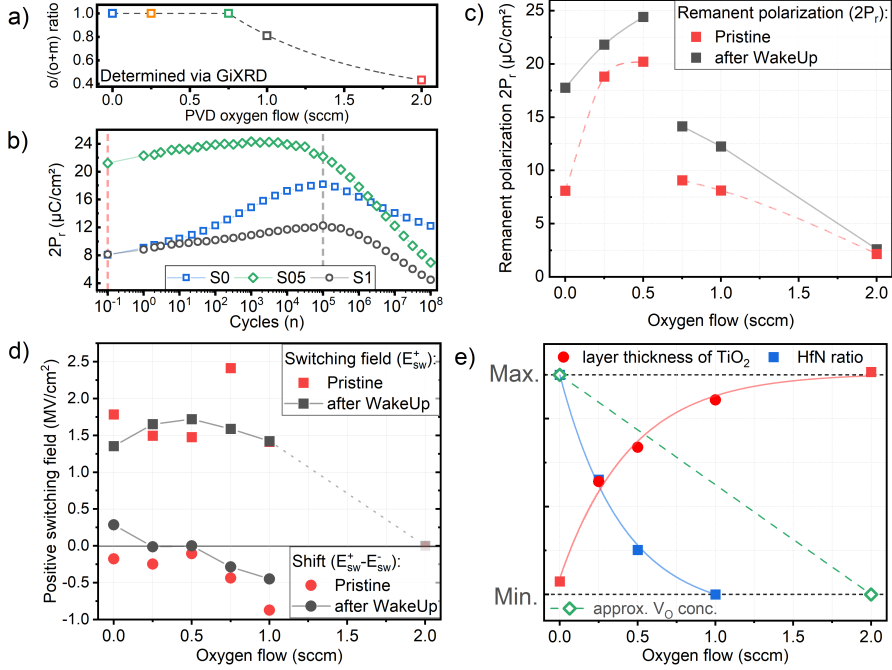 a)
o/(o+m) ratio
1.0
0.8
0.6
0.4
Determined via GiXRD
0.0
0.5
1.0
1.5
2.0
PVD oxygen flow (sccm)
b)
2Pr (µC/cm²)
24
20
16
12
8
4
S0
S05
S1
10⁻¹
10⁰
10¹
10²
10³
10⁴
10⁵
10⁶
10⁷
10⁸
Cycles (n)
c)
Remanent polarization 2Pr (µC/cm²)
25
20
15
10
5
0
Remanent polarization (2Pr):
Pristine
after WakeUp
0.0
0.5
1.0
1.5
2.0
Oxygen flow (sccm)
d)
Positive switching field (MV/cm²)
2.5
2.0
1.5
1.0
0.5
0.0
-0.5
-1.0
Switching field (E⁺sw):
Pristine
after WakeUp
Shift (E⁺sw-E⁻sw):
Pristine
after WakeUp
0.0
0.5
1.0
1.5
2.0
Oxygen flow (sccm)
e)
layer thickness of TiO₂
HfN ratio
Max.
Min.
approx. VO conc.
0.0
0.5
1.0
1.5
2.0
Oxygen flow (sccm)